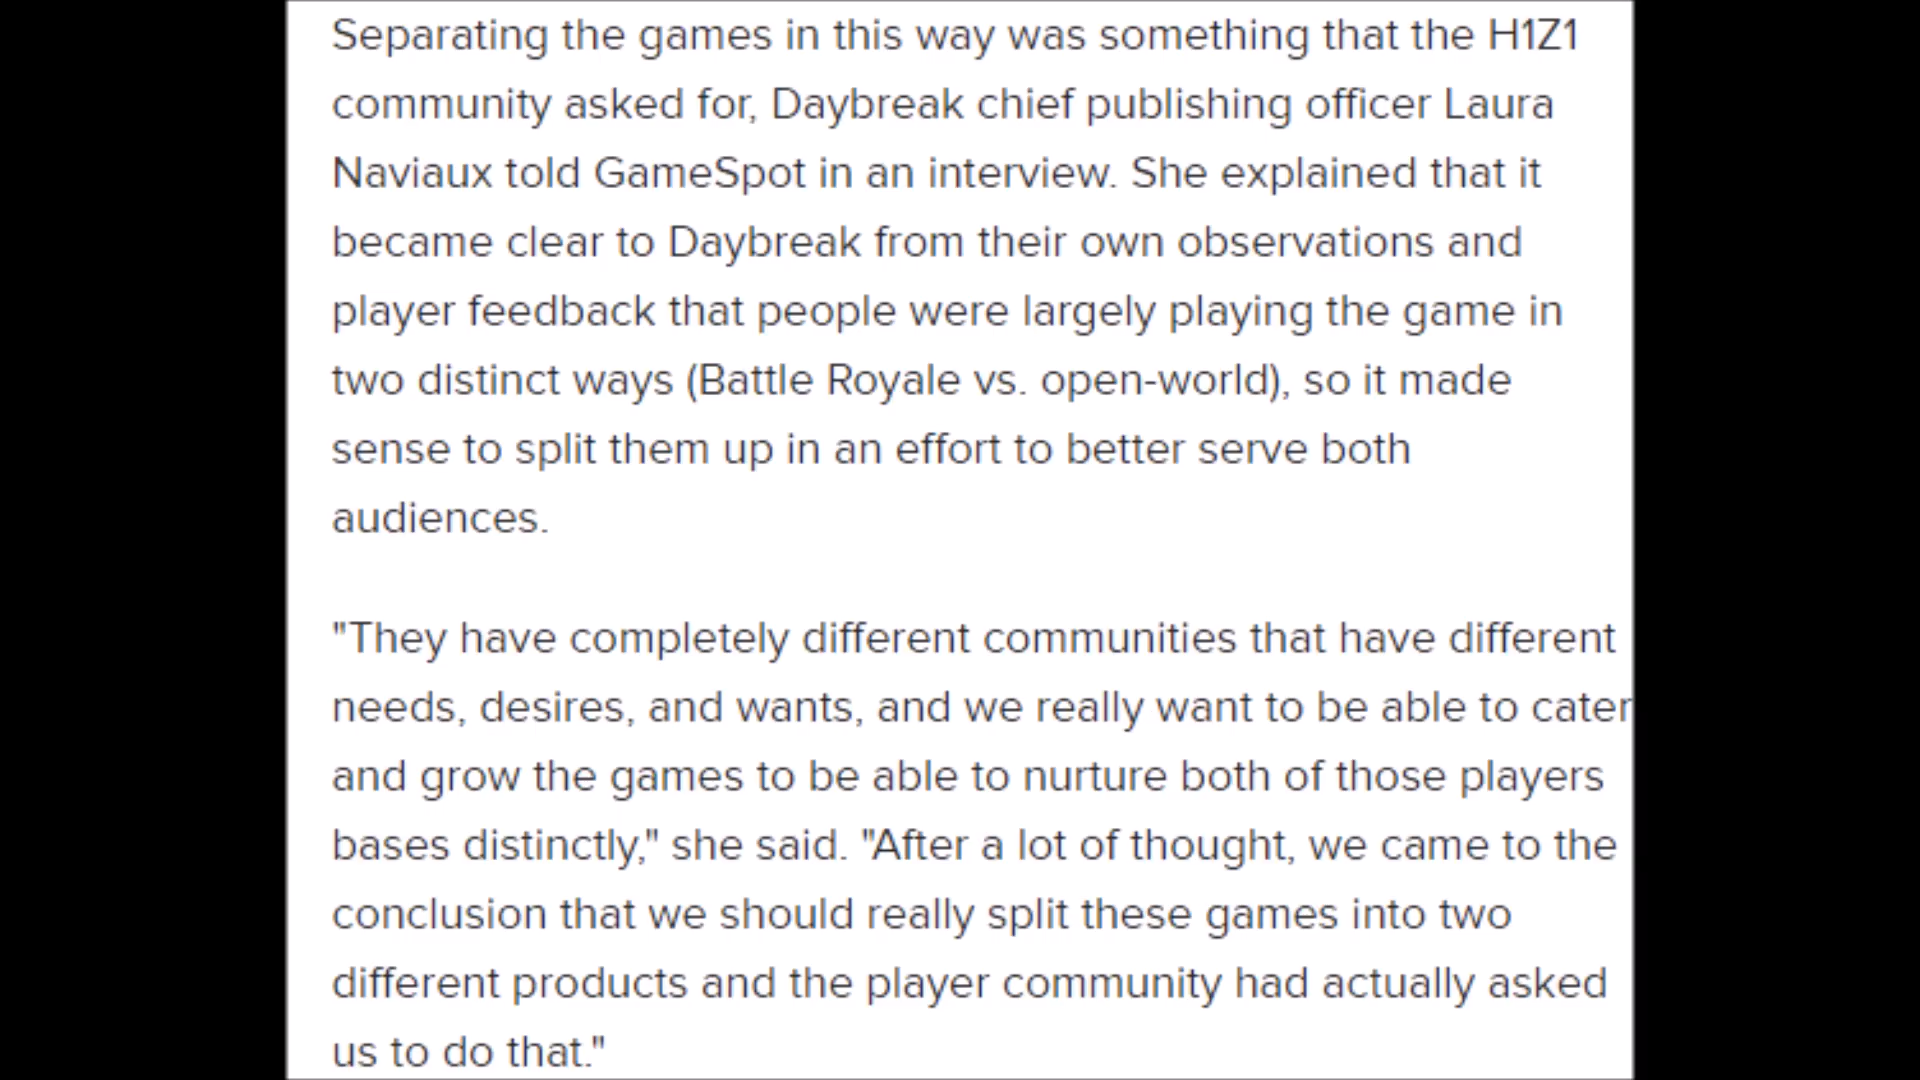 Separating the games in this way was something that the H1Z1
community asked for, Daybreak chief publishing officer Laura
Naviaux told GameSpot in an interview. She explained that it
became clear to Daybreak from their own observations and
player feedback that people were largely playing the game in
two distinct ways (Battle Royale vs. open-world), so it made
sense to split them up in an effort to better serve both
audiences.
"They have completely different communities that have different
needs, desires, and wants, and we really want to be able to cater
and grow the games to be able to nurture both of those players
bases distinctly," she said. "After a lot of thought, we came to the
conclusion that we should really split these games into two
different products and the player community had actually asked
us to do that."